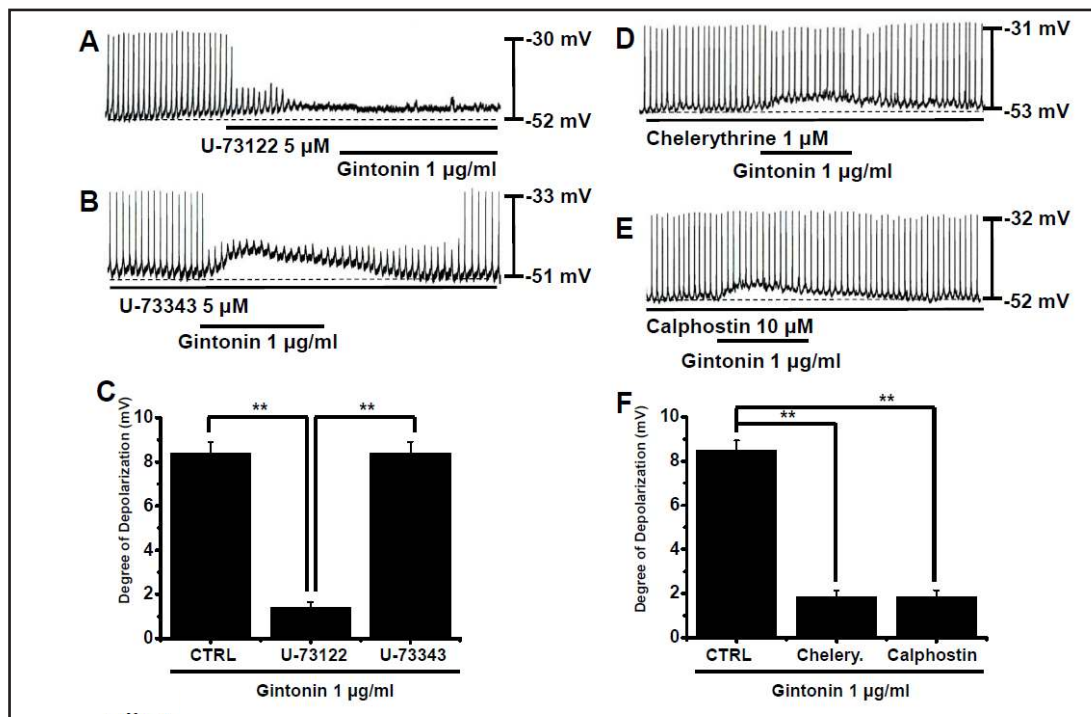 A
-30 mV
-52 mV
U-73122 5 µM
Gintonin 1 µg/ml
B
-33 mV
-51 mV
U-73343 5 µM
Gintonin 1 µg/ml
C
Degree of Depolarization (mV)
10
8
6
4
2
0
**
**
CTRL U-73122 U-73343
Gintonin 1 µg/ml
D
-31 mV
-53 mV
Chelerythrine 1 µM
Gintonin 1 µg/ml
E
-32 mV
-52 mV
Calphostin 10 µM
Gintonin 1 µg/ml
F
Degree of Depolarization (mV)
10
8
6
4
2
0
**
**
CTRL Chelery. Calphostin
Gintonin 1 µg/ml